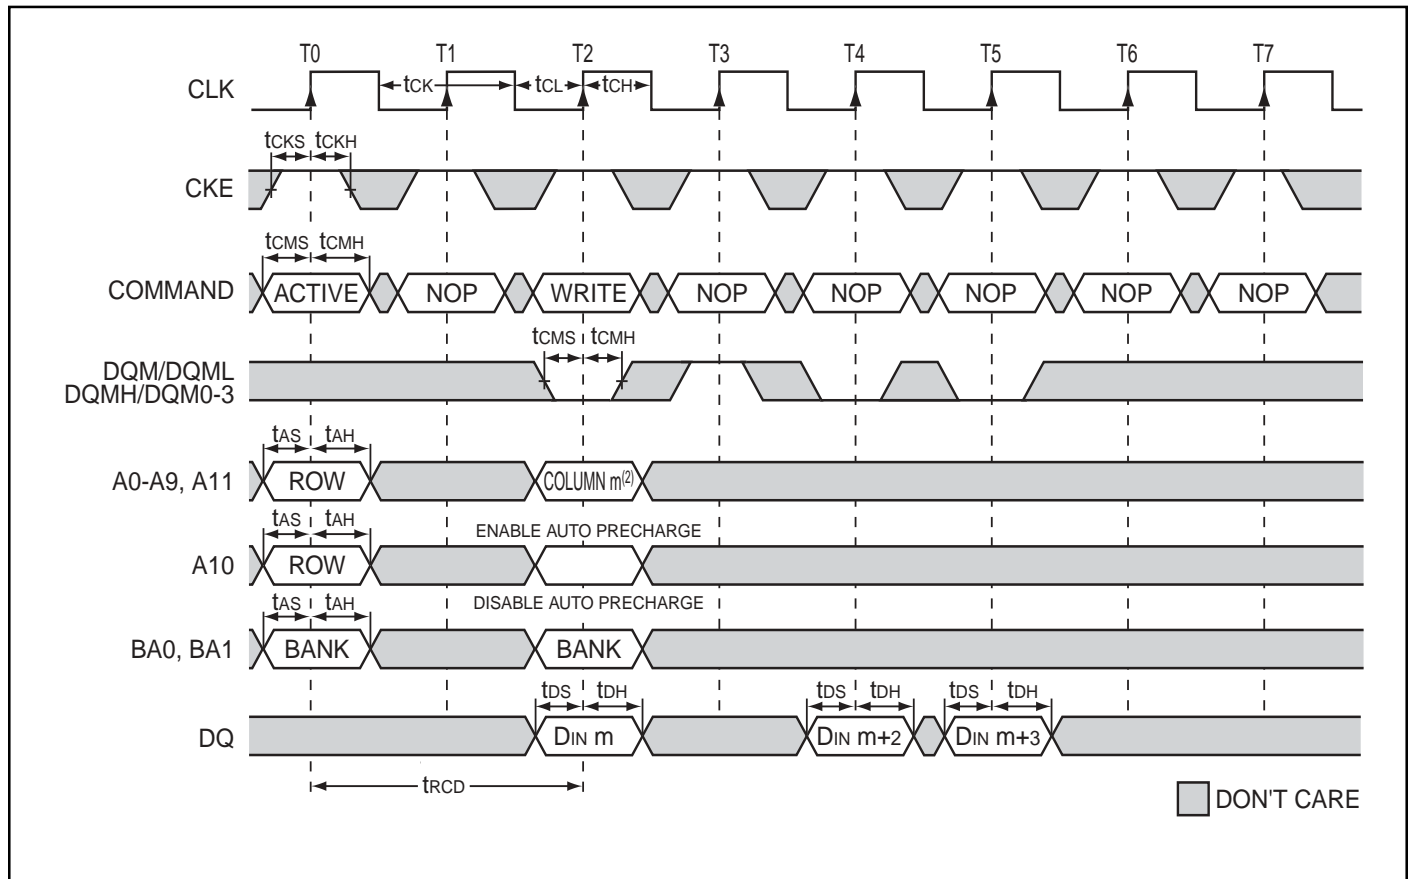 T0 T1 T2 T3 T4 T5 T6 T7
CLK tCK tCL tCH
tCKS tCKH
CKE
tCMS tCMH
COMMAND ACTIVE NOP WRITE NOP NOP NOP NOP NOP
tCMS tCMH
DQM/DQML
DQMH/DQM0-3
tAS tAH
A0-A9, A11 ROW COLUMN m(2)
tAS tAH ENABLE AUTO PRECHARGE
A10 ROW
DISABLE AUTO PRECHARGE
tAS tAH
BA0, BA1 BANK BANK
tDS tDH tDS tDH tDS tDH
DQ DIN m DIN m+2 DIN m+3
tRCD
DON'T CARE